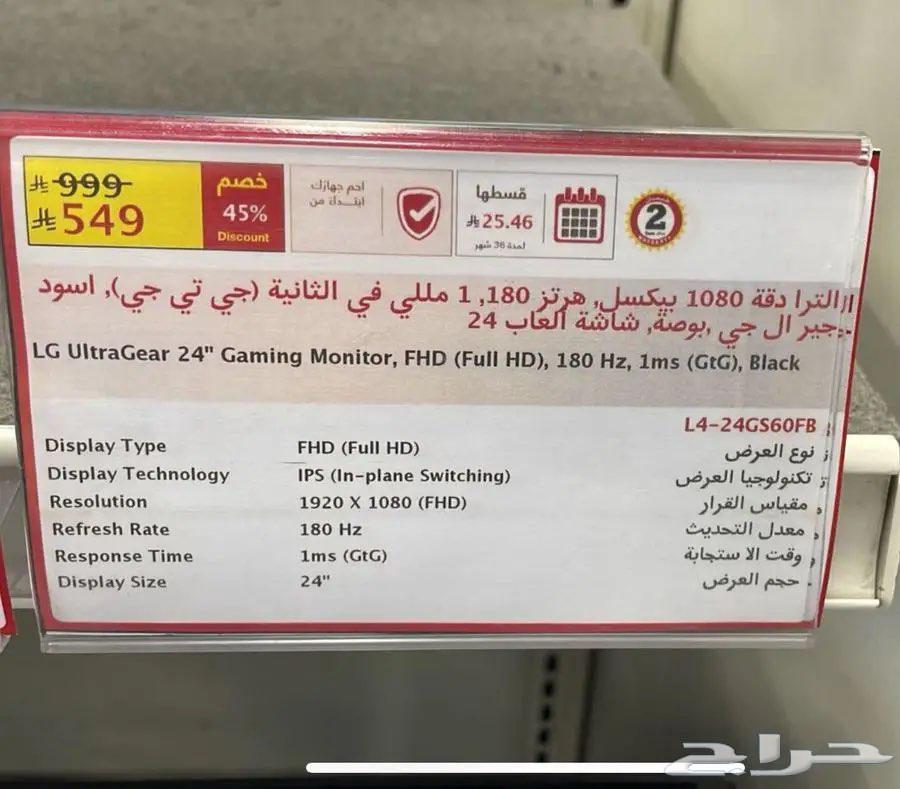 999
549
خصم
45%
Discount
احم جهازك
ابتداءً من
قسطها
25.46
لمدة 36 شهر
2
الترا دقة 1080 بيكسل, هرتز 180, 1 مللي في الثانية (جي تي جي), اسود
جير ال جي ,بوصة, شاشة العاب 24
LG UltraGear 24" Gaming Monitor, FHD (Full HD), 180 Hz, 1ms (GtG), Black
L4-24GS60FB
Display Type FHD (Full HD) نوع العرض
Display Technology IPS (In-plane Switching) تكنولوجيا العرض
Resolution 1920 X 1080 (FHD) مقياس القرار
Refresh Rate 180 Hz معدل التحديث
Response Time 1ms (GtG) وقت الا ستجابة
Display Size 24" حجم العرض
حراج